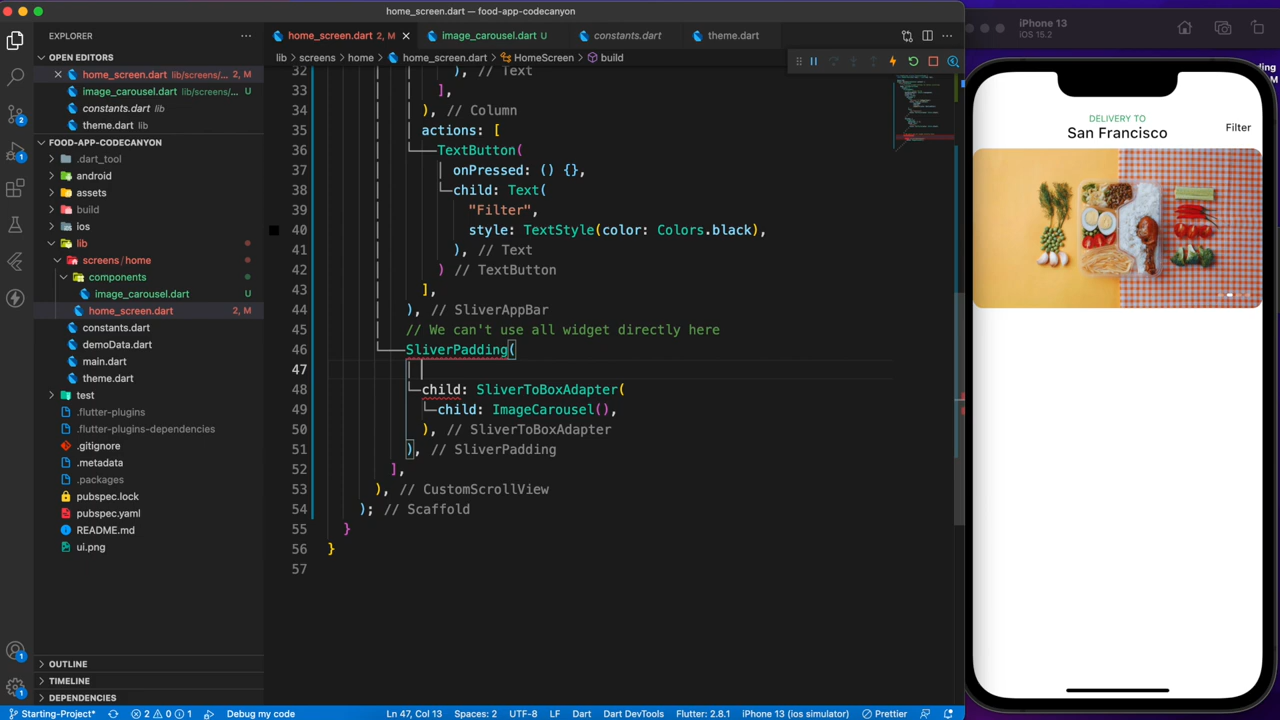 home_screen.dart — food-app-codecanyon
EXPLORER
OPEN EDITORS
home_screen.dart lib/screens/... 2, M
image_carousel.dart lib/screens/... U
constants.dart lib
theme.dart lib
FOOD-APP-CODECANYON
.dart_tool
android
assets
build
ios
lib
screens / home
components
image_carousel.dart U
home_screen.dart 2, M
constants.dart
demoData.dart
main.dart
theme.dart
test
.flutter-plugins
.flutter-plugins-dependencies
.gitignore
.metadata
.packages
pubspec.lock
pubspec.yaml
README.md
ui.png
OUTLINE
TIMELINE
DEPENDENCIES
home_screen.dart 2, M
image_carousel.dart U
constants.dart
theme.dart
lib > screens > home > home_screen.dart > HomeScreen > build
32 ), // Text
33 ],
34 ), // Column
35 actions: [
36 TextButton(
37 onPressed: () {},
38 child: Text(
39 "Filter",
40 style: TextStyle(color: Colors.black),
41 ), // Text
42 ) // TextButton
43 ],
44 ), // SliverAppBar
45 // We can't use all widget directly here
46 SliverPadding(
47
48 child: SliverToBoxAdapter(
49 child: ImageCarousel(),
50 ), // SliverToBoxAdapter
51 ), // SliverPadding
52 ],
53 ), // CustomScrollView
54 ); // Scaffold
55 }
56 }
57
2
1
1
1
Starting-Project* 2 0 1 Debug my code Ln 47, Col 13 Spaces: 2 UTF-8 LF Dart Dart DevTools Flutter: 2.8.1 iPhone 13 (ios simulator) Prettier
iPhone 13
iOS 15.2
DELIVERY TO
San Francisco
Filter